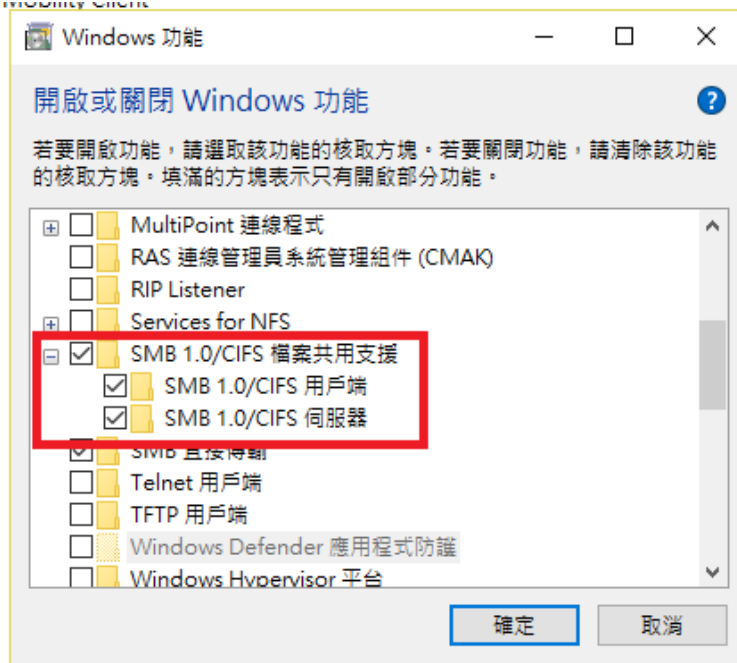 Mobility Client
Windows 功能
開啟或關閉 Windows 功能
若要開啟功能，請選取該功能的核取方塊。若要關閉功能，請清除該功能
的核取方塊。填滿的方塊表示只有開啟部分功能。
MultiPoint 連線程式
RAS 連線管理員系統管理組件 (CMAK)
RIP Listener
Services for NFS
SMB 1.0/CIFS 檔案共用支援
SMB 1.0/CIFS 用戶端
SMB 1.0/CIFS 伺服器
SMB 直接傳輸
Telnet 用戶端
TFTP 用戶端
Windows Defender 應用程式防護
Windows Hypervisor 平台
確定
取消